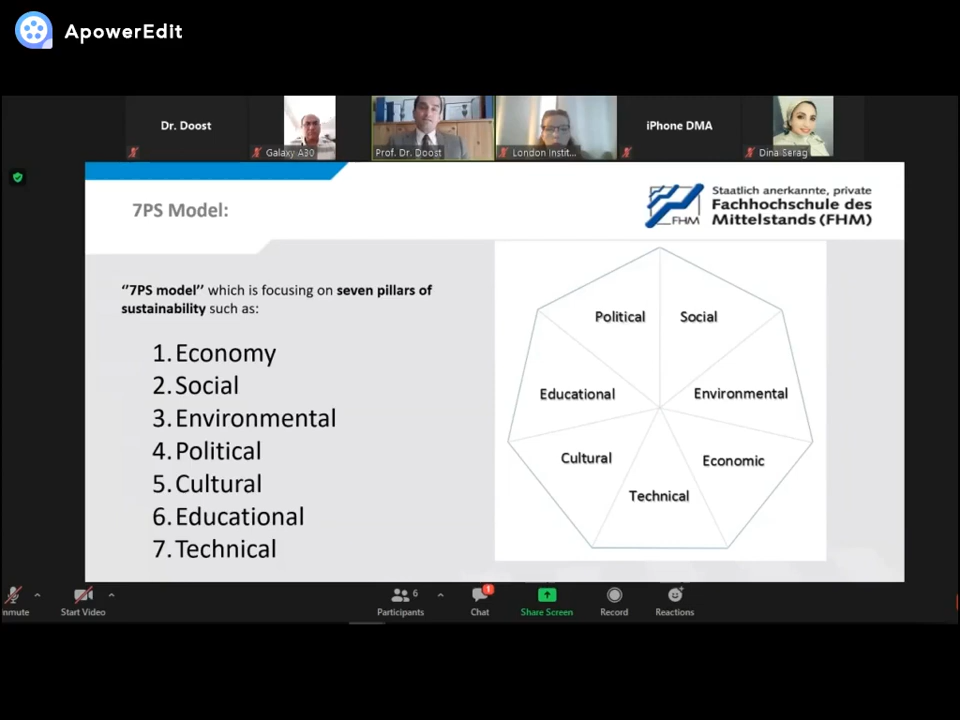 ApowerEdit
Dr. Doost
Galaxy A30
Prof. Dr. Doost
London Instit...
iPhone DMA
Dina Serag
7PS Model:
FHM
Staatlich anerkannte, private
Fachhochschule des
Mittelstands (FHM)
‘‘7PS model’’ which is focusing on seven pillars of
sustainability such as:
1. Economy
2. Social
3. Environmental
4. Political
5. Cultural
6. Educational
7. Technical
Political
Social
Educational
Environmental
Cultural
Economic
Technical
6
1
nmute
Start Video
Participants
Chat
Share Screen
Record
Reactions